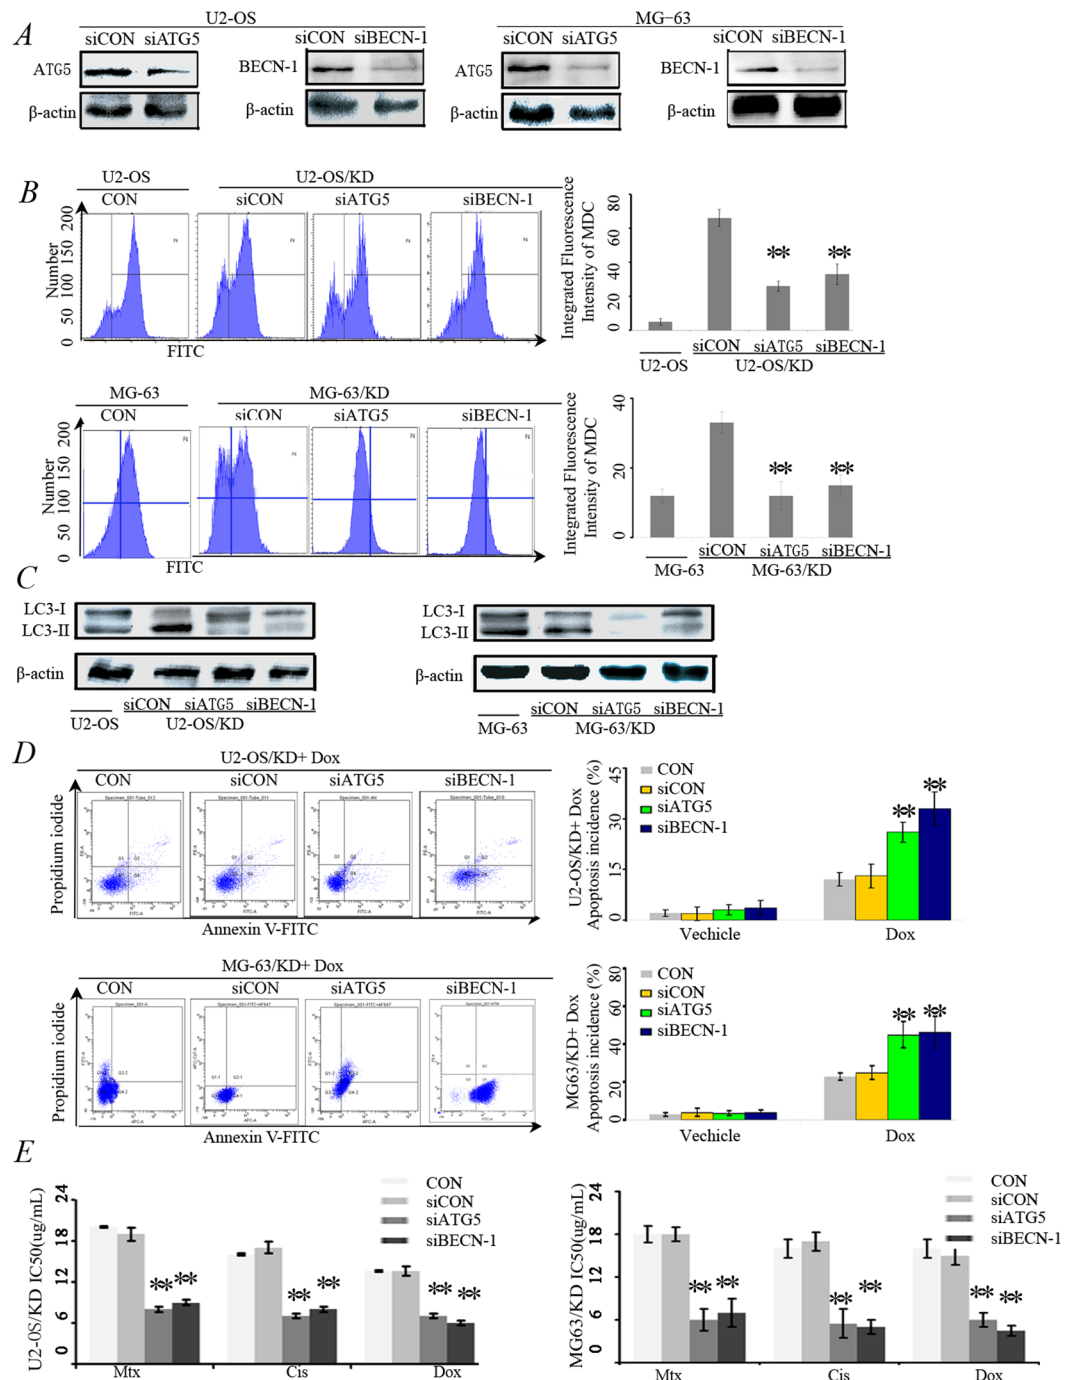 A
U2-OS
MG-63
siCON siATG5
siCON siBECN-1
siCON siATG5
siCON siBECN-1
ATG5
BECN-1
ATG5
BECN-1
β-actin
β-actin
β-actin
β-actin
B
U2-OS
U2-OS/KD
CON
siCON
siATG5
siBECN-1
Number
0 50 100 150 200
FITC
Integrated Fluorescence
Intensity of MDC
80
60
40
20
0
** **
siCON siATG5 siBECN-1
U2-OS U2-OS/KD
MG-63
MG-63/KD
CON
siCON
siATG5
siBECN-1
Number
0 50 100 150 200
FITC
Integrated Fluorescence
Intensity of MDC
40
20
0
** **
siCON siATG5 siBECN-1
MG-63 MG-63/KD
C
LC3-I
LC3-II
β-actin
siCON siATG5 siBECN-1
U2-OS U2-OS/KD
LC3-I
LC3-II
β-actin
siCON siATG5 siBECN-1
MG-63 MG-63/KD
D
U2-OS/KD+ Dox
CON siCON siATG5 siBECN-1
Propidium iodide
Annexin V-FITC
U2-OS/KD+ Dox
Apoptosis incidence (%)
45
30
15
0
CON
siCON
siATG5
siBECN-1
** **
Vechicle Dox
MG-63/KD+ Dox
CON siCON siATG5 siBECN-1
Propidium iodide
Annexin V-FITC
MG63/KD+ Dox
Apoptosis incidence (%)
80
60
40
20
0
CON
siCON
siATG5
siBECN-1
** **
Vechicle Dox
E
U2-0S/KD IC50(ug/mL)
24
18
12
6
0
CON
siCON
siATG5
siBECN-1
** ** ** ** ** **
Mtx Cis Dox
MG63/KD IC50(ug/mL)
24
18
12
6
0
CON
siCON
siATG5
siBECN-1
** ** ** ** ** **
Mtx Cis Dox